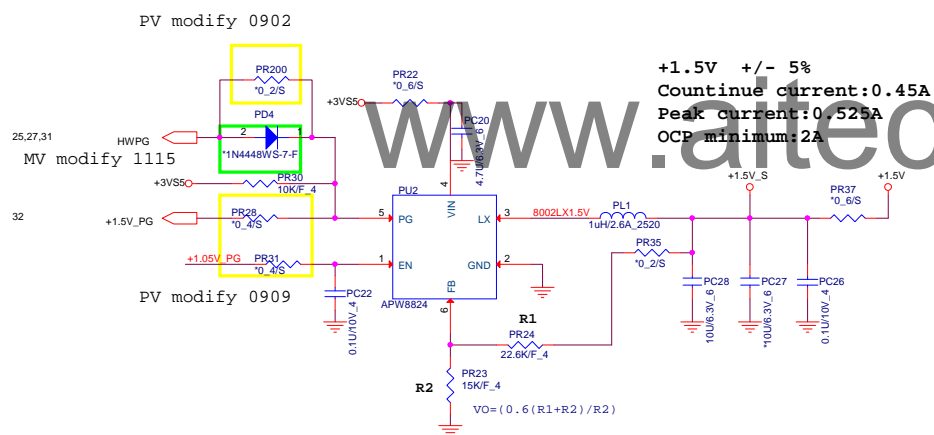 PV modify 0902
+1.5V +/- 5%
Countinue current:0.45A
Peak current:0.525A
OCP minimum:2A
www.aitec
PR200
*0_2/S
PR22
*0_6/S
+3VS5
PC20
4.7U/6.3V_6
PD4
25,27,31
HWPG
2
1
*1N4448WS-7-F
MV modify 1115
+3VS5
PR30
10K/F_4
PU2
4
VIN
+1.5V_S
+1.5V
PR37
*0_6/S
32
+1.5V_PG
PR28
*0_4/S
5
PG
LX
3
8002LX1.5V
PL1
1uH/2.6A_2520
PR35
*0_2/S
+1.05V_PG
PR31
*0_4/S
1
EN
GND
2
FB
6
APW8824
PC22
0.1U/10V_4
PC28
10U/6.3V_6
PC27
*10U/6.3V_6
PC26
0.1U/10V_4
PV modify 0909
R1
PR24
22.6K/F_4
R2
PR23
15K/F_4
VO=(0.6(R1+R2)/R2)